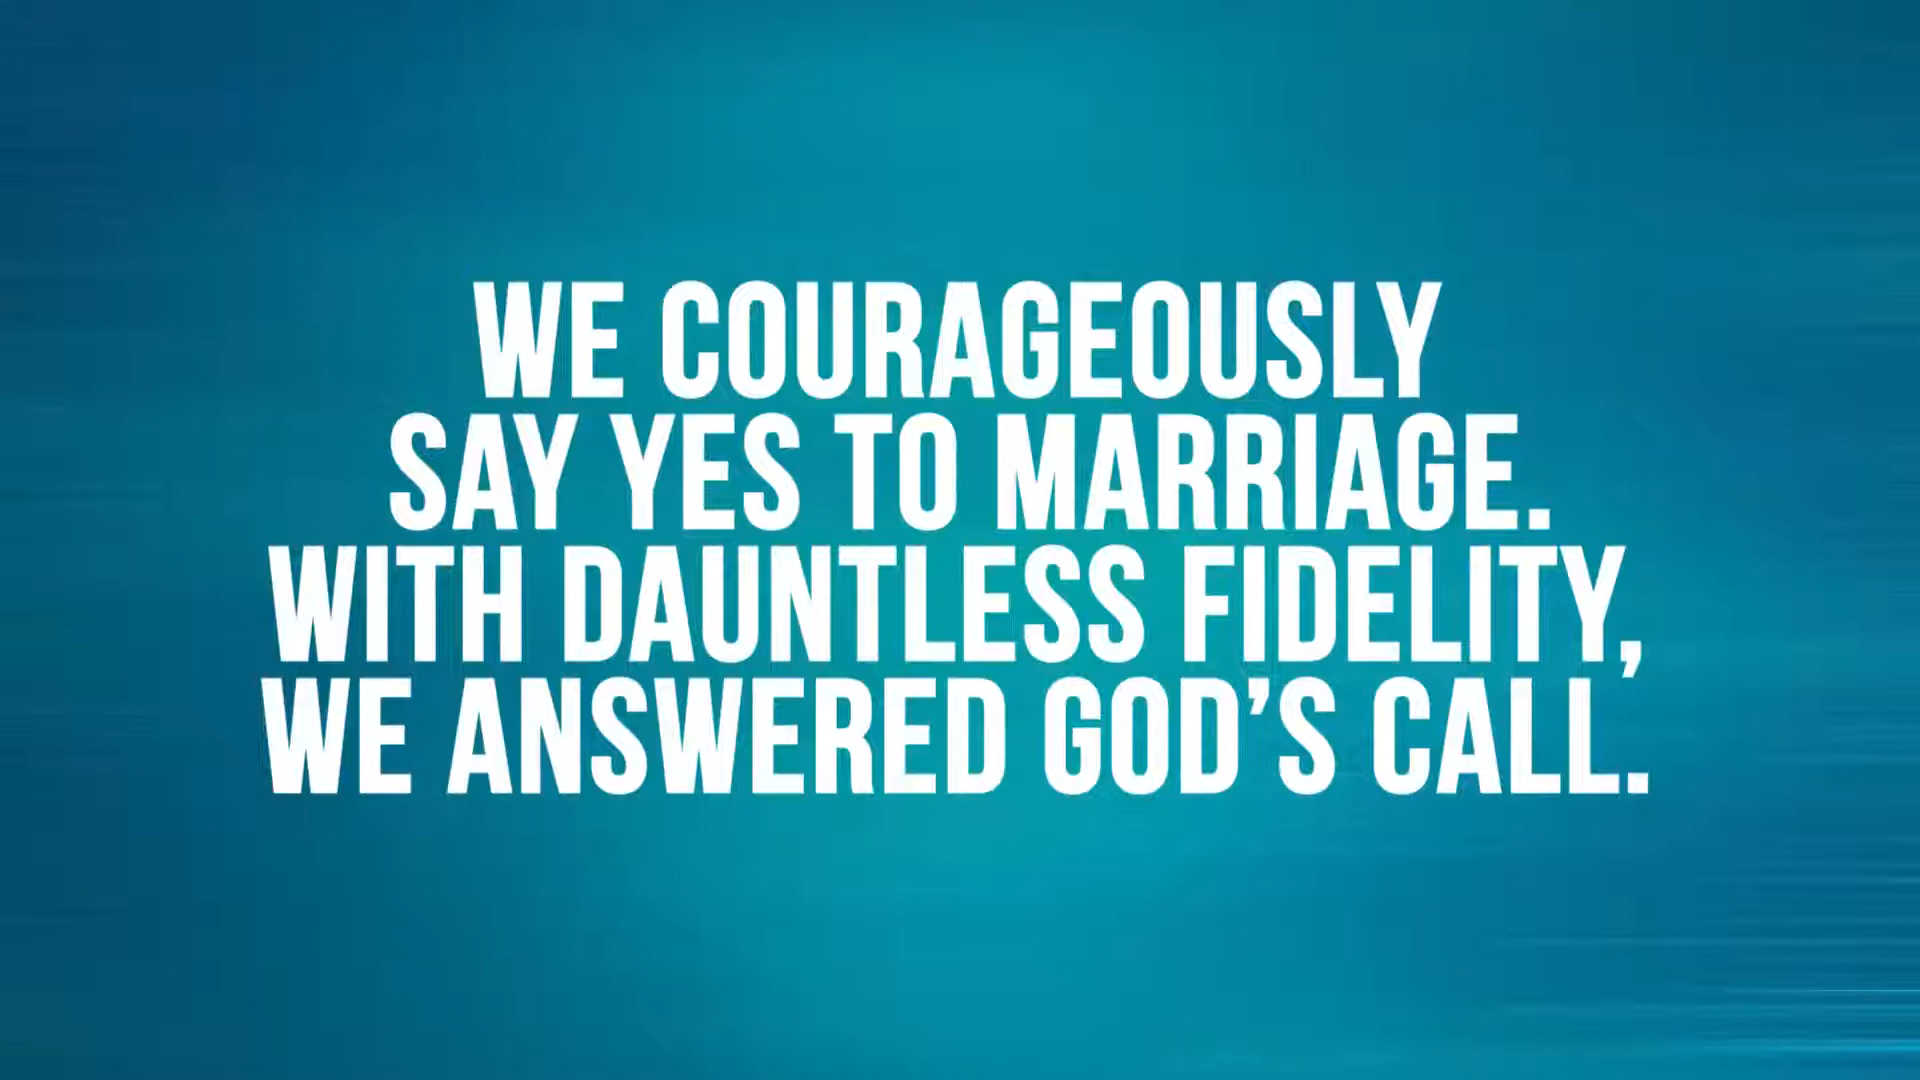 WE COURAGEOUSLY
SAY YES TO MARRIAGE.
WITH DAUNTLESS FIDELITY,
WE ANSWERED GOD’S CALL.